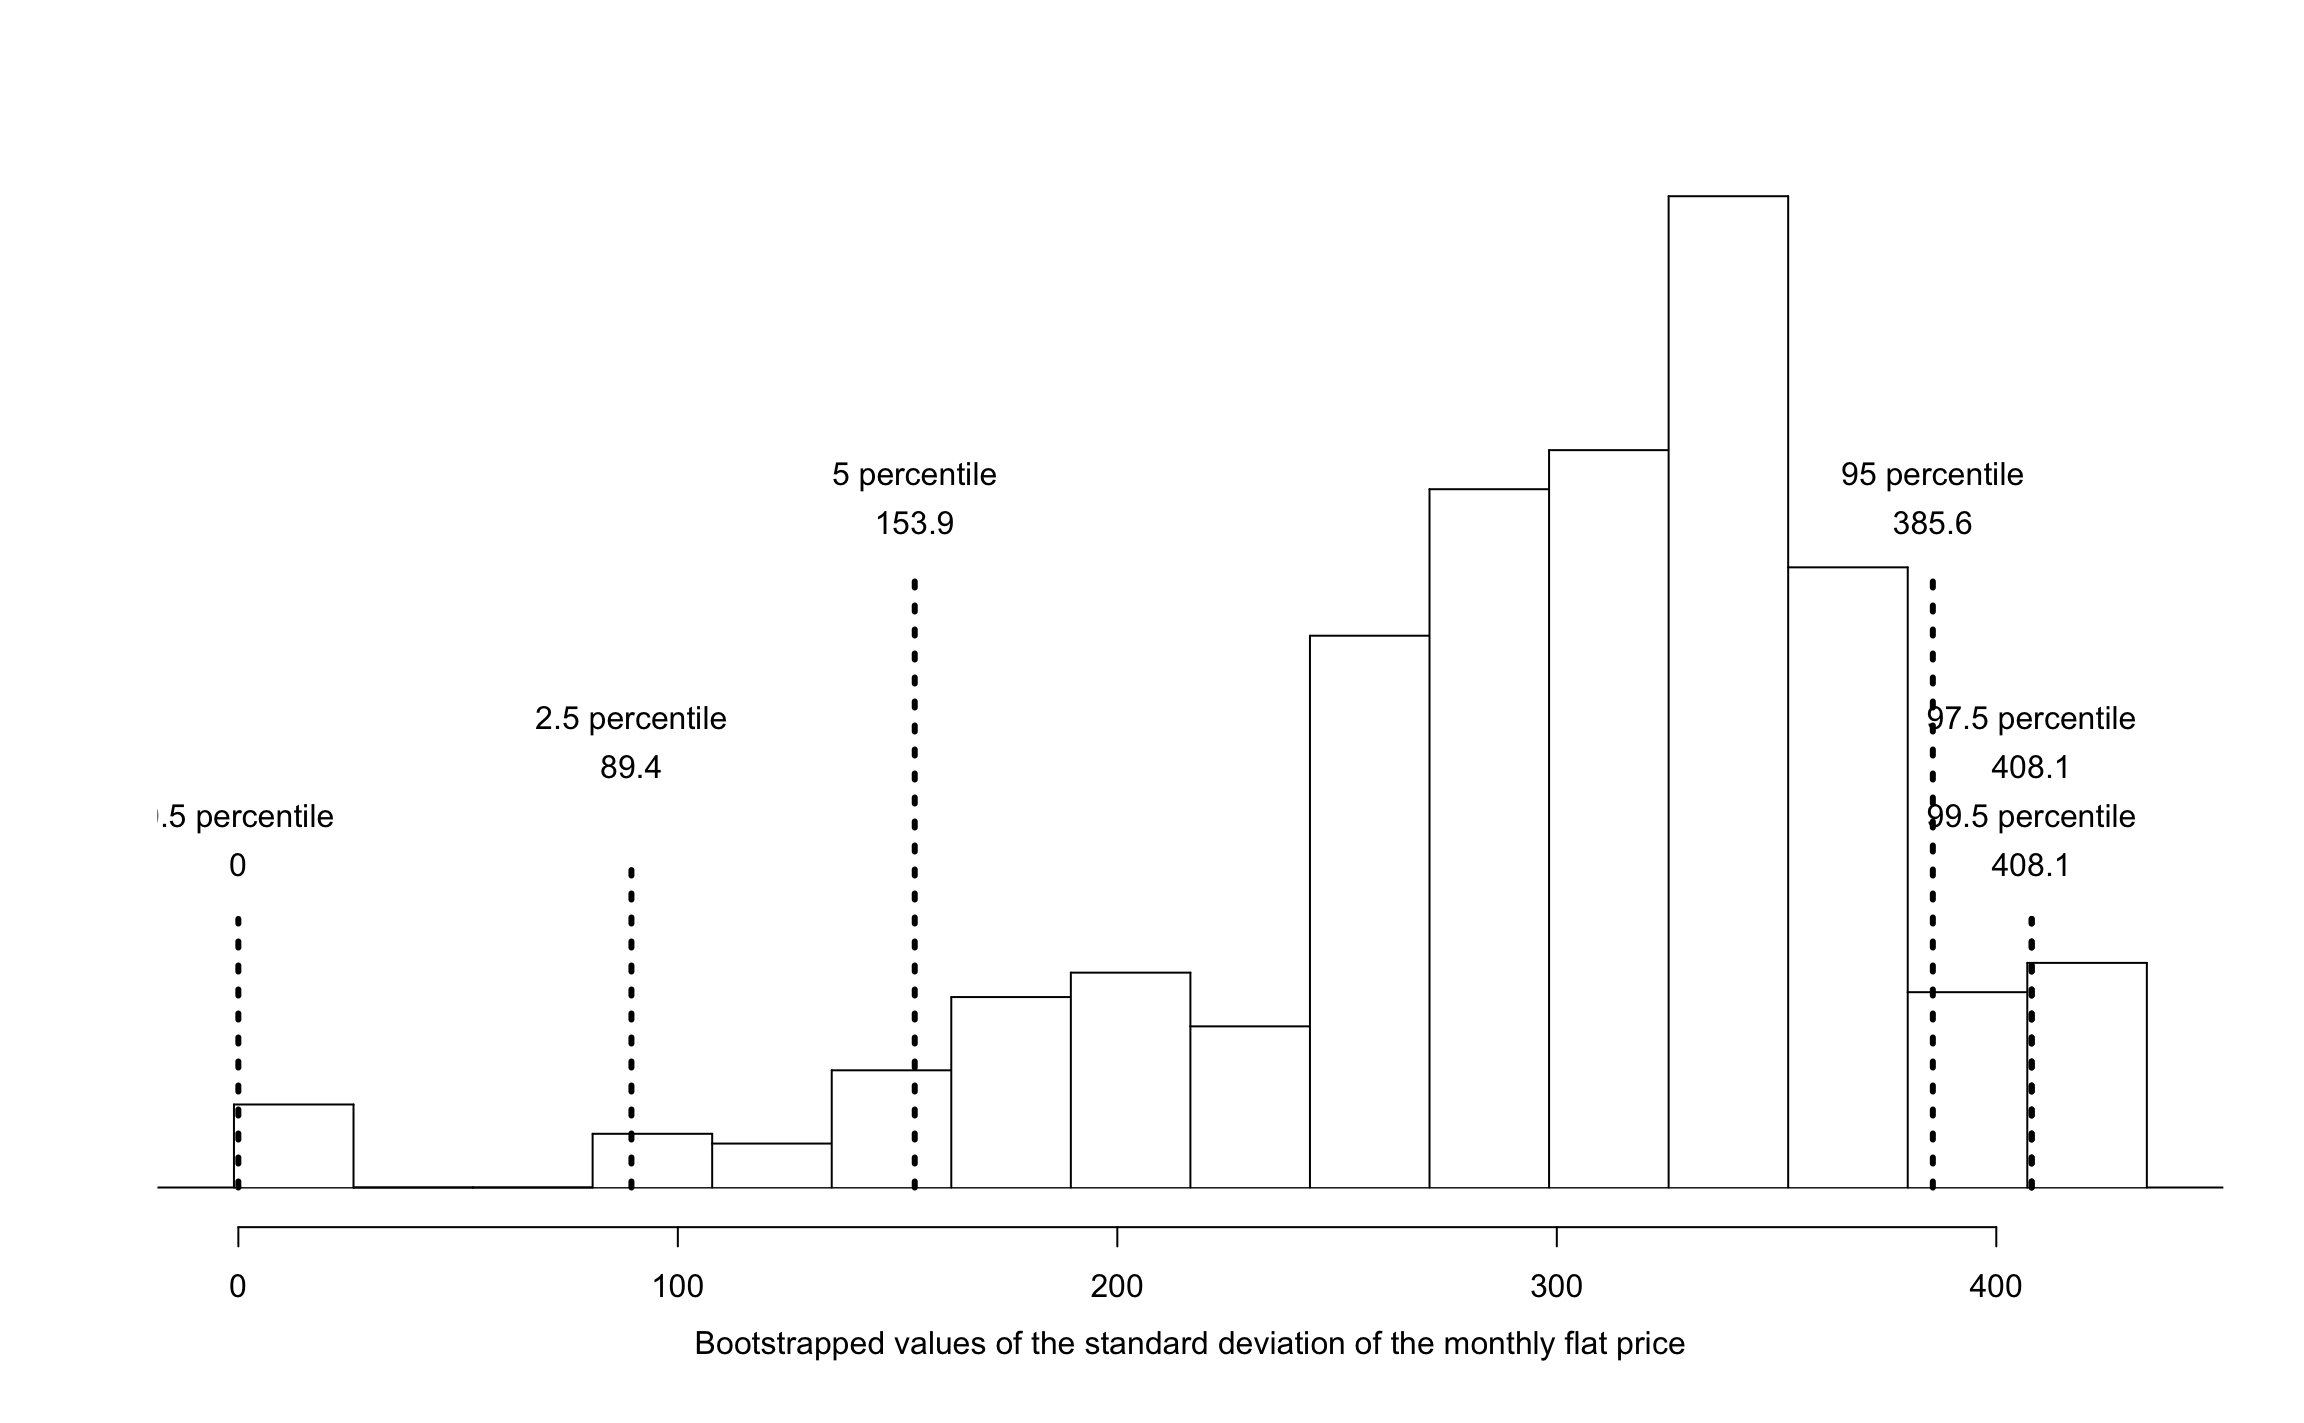 5 percentile
153.9
95 percentile
385.6
2.5 percentile
89.4
97.5 percentile
408.1
.5 percentile
0
99.5 percentile
408.1
0 100 200 300 400
Bootstrapped values of the standard deviation of the monthly flat price